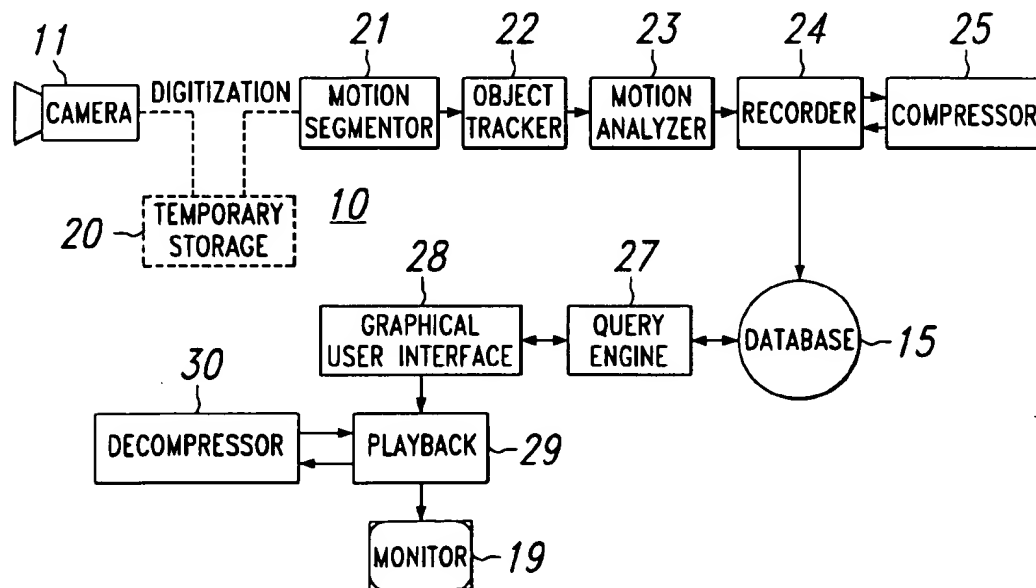 11
21
22
23
24
25
CAMERA
DIGITIZATION
MOTION
SEGMENTOR
OBJECT
TRACKER
MOTION
ANALYZER
RECORDER
COMPRESSOR
20
TEMPORARY
STORAGE
10
28
27
GRAPHICAL
USER INTERFACE
QUERY
ENGINE
DATABASE
15
30
DECOMPRESSOR
PLAYBACK
29
MONITOR
19